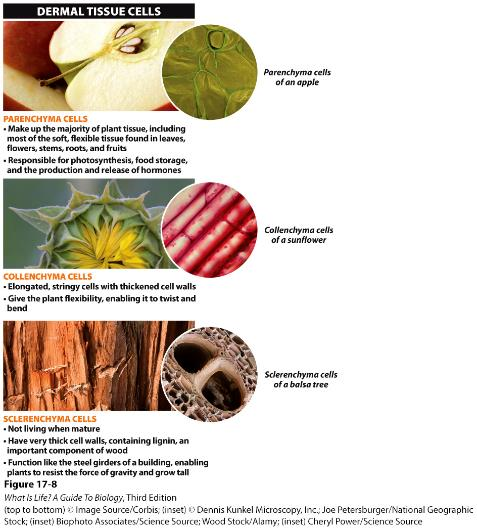 DERMAL TISSUE CELLS
Parenchyma cells
of an apple
PARENCHYMA CELLS
• Make up the majority of plant tissue, including
most of the soft, flexible tissue found in leaves,
flowers, stems, roots, and fruits
• Responsible for photosynthesis, food storage,
and the production and release of hormones
Collenchyma cells
of a sunflower
COLLENCHYMA CELLS
• Elongated, stringy cells with thickened cell walls
• Give the plant flexibility, enabling it to twist and
bend
Sclerenchyma cells
of a balsa tree
SCLERENCHYMA CELLS
• Not living when mature
• Have very thick cell walls, containing lignin, an
important component of wood
• Function like the steel girders of a building, enabling
plants to resist the force of gravity and grow tall
Figure 17-8
What Is Life? A Guide To Biology, Third Edition
(top to bottom) © Image Source/Corbis; (inset) © Dennis Kunkel Microscopy, Inc.; Joe Petersburger/National Geographic
Stock; (inset) Biophoto Associates/Science Source; Wood Stock/Alamy; (inset) Cheryl Power/Science Source